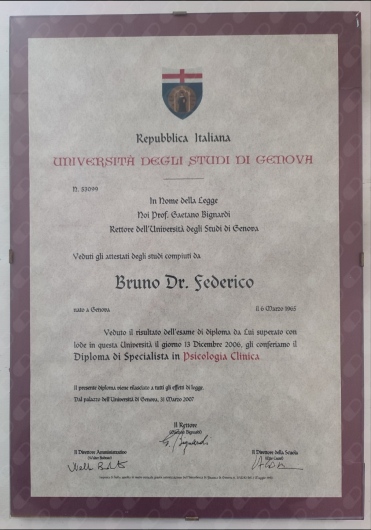 Repubblica Italiana
UNIVERSITÀ DEGLI STUDI DI GENOVA
N. 53099
In Nome della Legge
Noi Prof. Gaetano Bignardi
Rettore dell'Università degli Studi di Genova
Veduti gli attestati degli studi compiuti da
Bruno Dr. Federico
nato a Genova il 6 Marzo 1965
Veduto il risultato dell'esame di diploma da Lui superato con
lode in questa Università il giorno 13 Dicembre 2006, gli conferiamo il
Diploma di Specialista in Psicologia Clinica
Il presente diploma viene rilasciato a tutti gli effetti di legge.
Dal palazzo dell'Università di Genova, 31 Marzo 2007
Il Rettore
(Gaetano Bignardi)
Il Direttore Amministrativo Il Direttore della Scuola